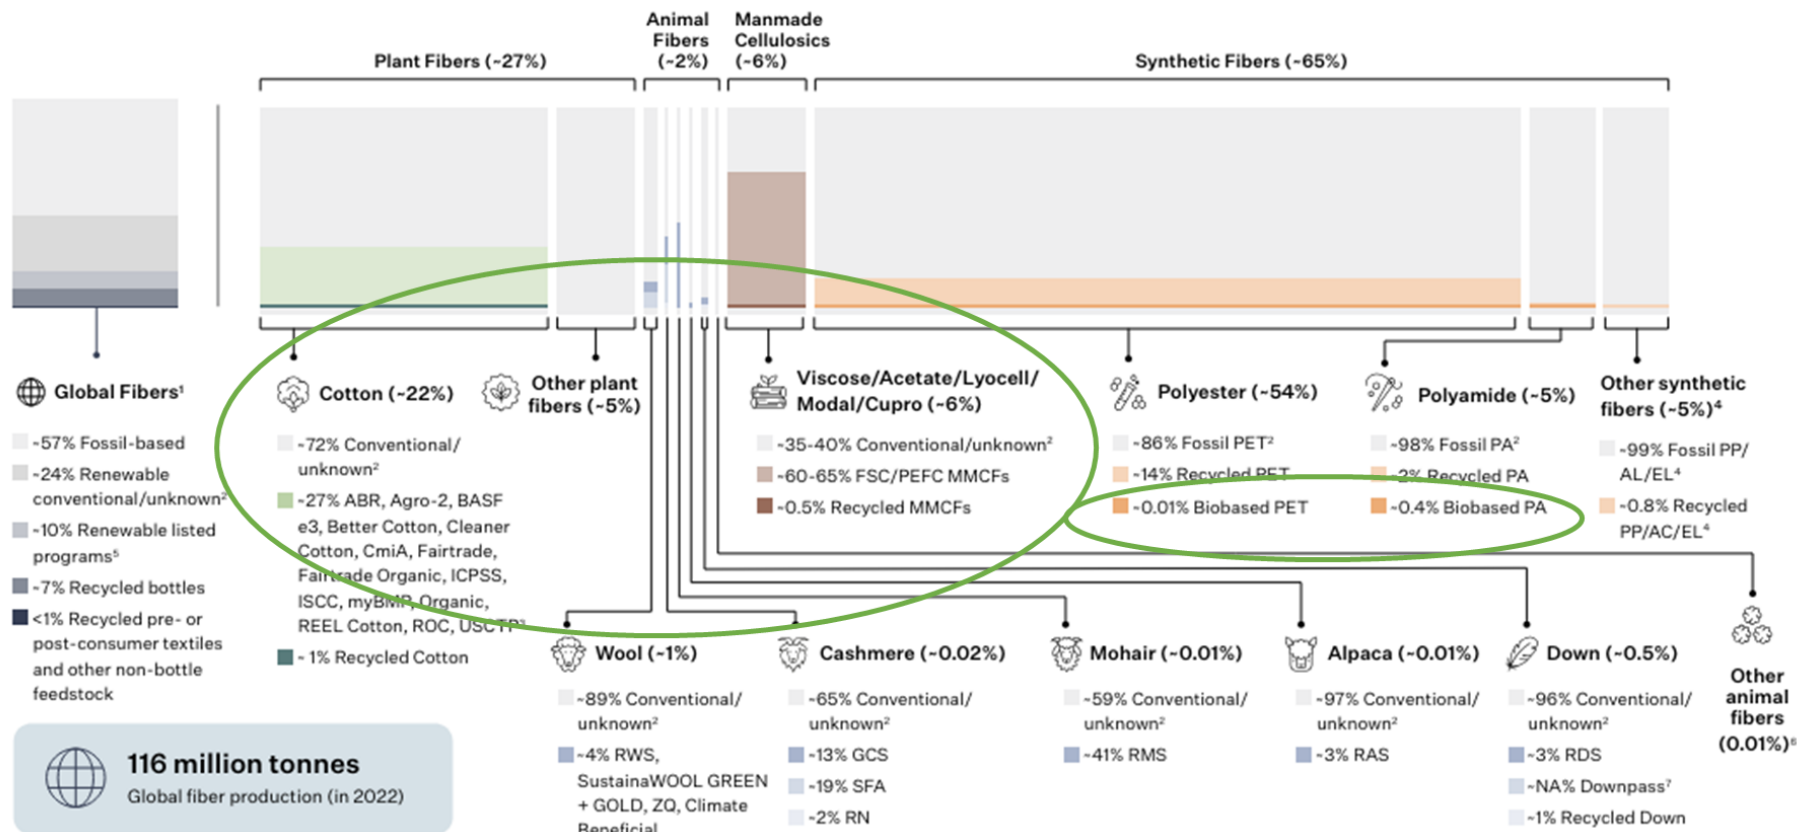 Plant Fibers (~27%)
Animal
Fibers
(~2%)
Manmade
Cellulosics
(~6%)
Synthetic Fibers (~65%)
Global Fibers¹
~57% Fossil-based
~24% Renewable
conventional/unknown²
~10% Renewable listed
programs⁵
~7% Recycled bottles
<1% Recycled pre- or
post-consumer textiles
and other non-bottle
feedstock
Cotton (~22%)
~72% Conventional/
unknown²
~27% ABR, Agro-2, BASF
e3, Better Cotton, Cleaner
Cotton, CmiA, Fairtrade,
Fairtrade Organic, ICPSS,
ISCC, myBMP, Organic,
REEL Cotton, ROC, USCTP³
~ 1% Recycled Cotton
Other plant
fibers (~5%)
Viscose/Acetate/Lyocell/
Modal/Cupro (~6%)
~35-40% Conventional/unknown²
~60-65% FSC/PEFC MMCFs
~0.5% Recycled MMCFs
Polyester (~54%)
~86% Fossil PET²
~14% Recycled PET
~0.01% Biobased PET
Polyamide (~5%)
~98% Fossil PA²
~2% Recycled PA
~0.4% Biobased PA
Other synthetic
fibers (~5%)⁴
~99% Fossil PP/
AL/EL⁴
~0.8% Recycled
PP/AC/EL⁴
Wool (~1%)
~89% Conventional/
unknown²
~4% RWS,
SustainaWOOL GREEN
+ GOLD, ZQ, Climate
Beneficial
Cashmere (~0.02%)
~65% Conventional/
unknown²
~13% GCS
~19% SFA
~2% RN
Mohair (~0.01%)
~59% Conventional/
unknown²
~41% RMS
Alpaca (~0.01%)
~97% Conventional/
unknown²
~3% RAS
Down (~0.5%)
~96% Conventional/
unknown²
~3% RDS
~NA% Downpass⁷
~1% Recycled Down
Other
animal
fibers
(0.01%)⁶
116 million tonnes
Global fiber production (in 2022)